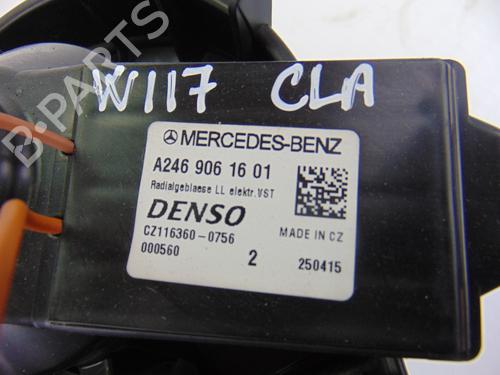 W117 CLA
B-PARTS
MERCEDES-BENZ
A246 906 16 01
Radialgeblaese LL elektr.VST
DENSO
CZ116360-0756
MADE IN CZ
000560
2
250415